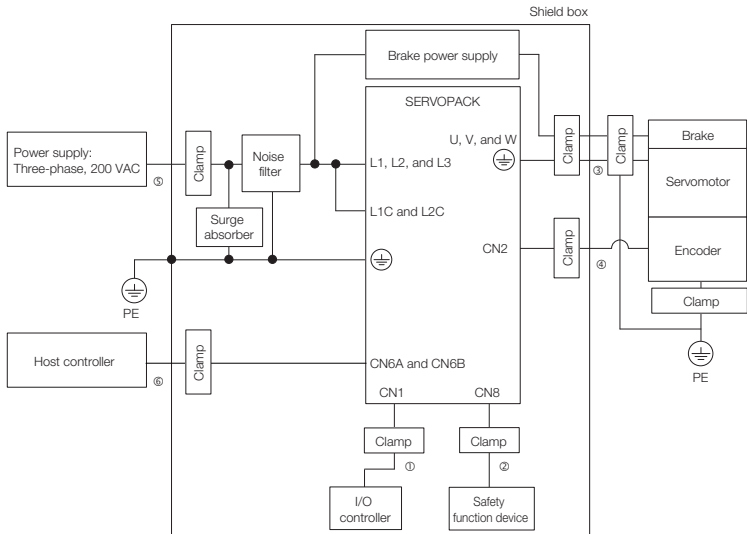 Shield box
Brake power supply
SERVOPACK
U, V, and W
Clamp
Clamp
Brake
Power supply:
Three-phase, 200 VAC
⑤
Clamp
Noise
filter
L1, L2, and L3
③
Servomotor
Surge
absorber
L1C and L2C
CN2
Clamp
④
Encoder
PE
Clamp
Host controller
⑥
Clamp
CN6A and CN6B
PE
CN1
CN8
Clamp
①
Clamp
②
I/O
controller
Safety
function device